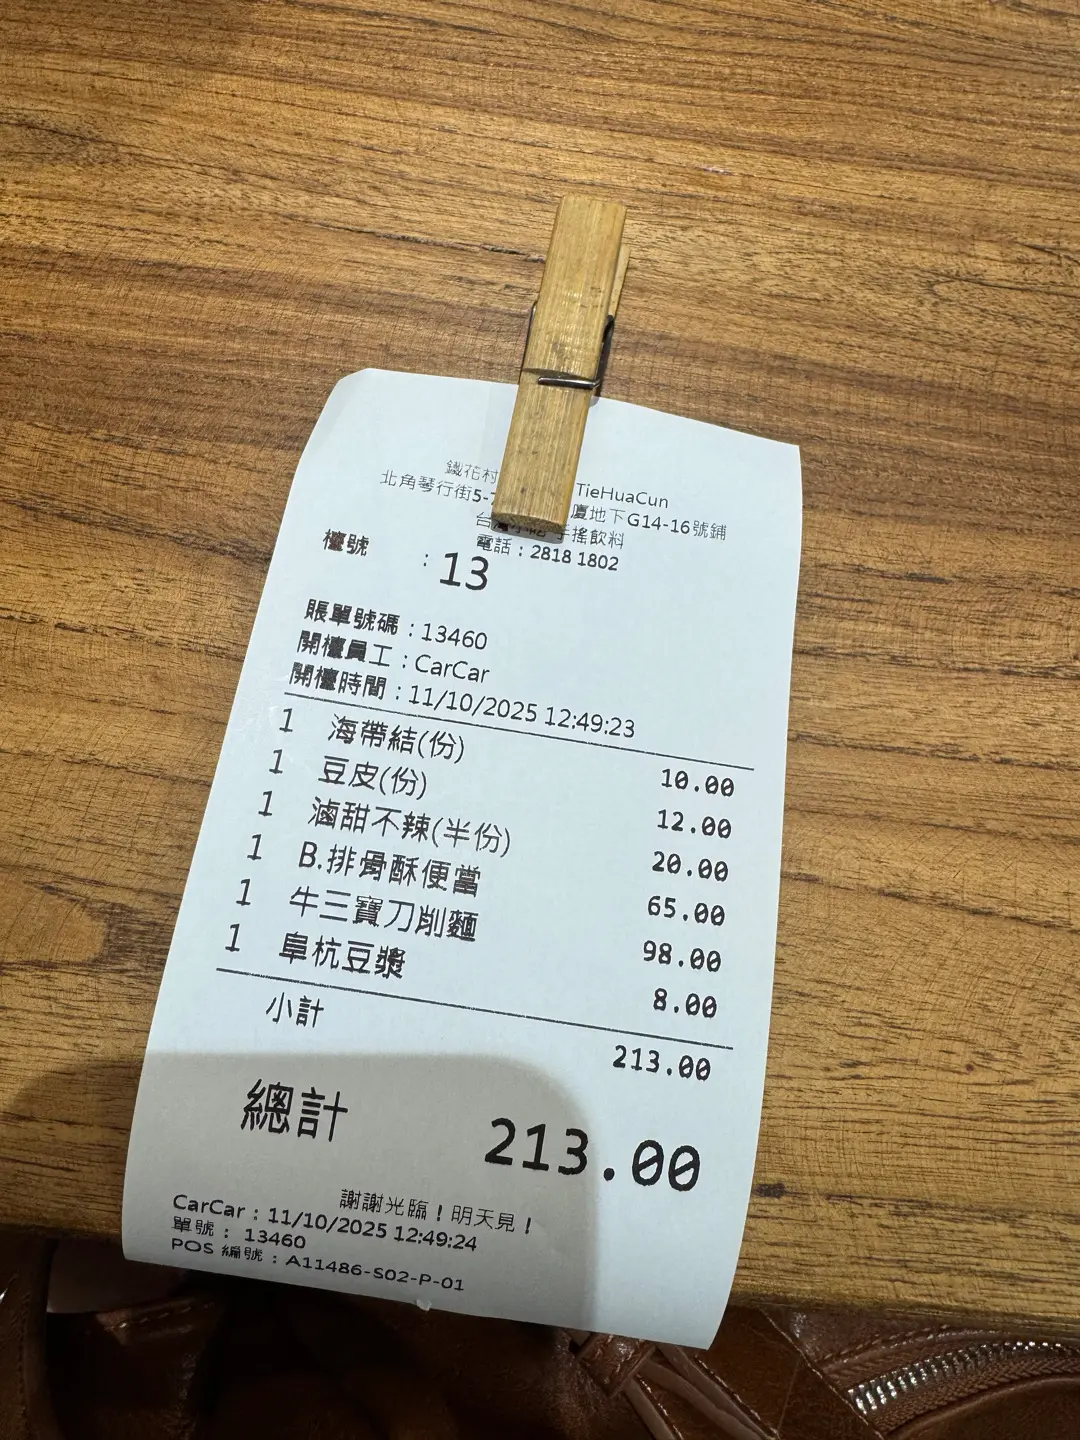 鐵花村 TieHuaCun
北角琴行街5- 廈地下G14-16號鋪
台灣小吃 手搖飲料
電話：2818 1802
檯號 : 13
賬單號碼 : 13460
開檯員工 : CarCar
開檯時間 : 11/10/2025 12:49:23
1 海帶結(份) 10.00
1 豆皮(份) 12.00
1 滷甜不辣(半份) 20.00
1 B.排骨酥便當 65.00
1 牛三寶刀削麵 98.00
1 阜杭豆漿 8.00
小計 213.00
總計 213.00
謝謝光臨！明天見！
CarCar : 11/10/2025 12:49:24
單號： 13460
POS 編號 : A11486-S02-P-01